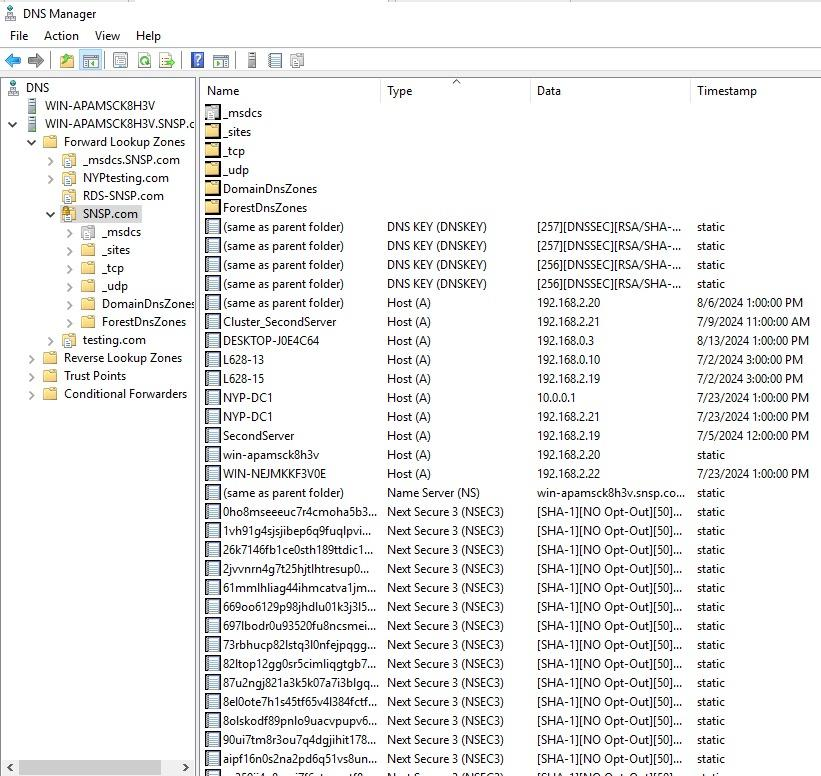 DNS Manager
File Action View Help
DNS
WIN-APAMSCK8H3V
WIN-APAMSCK8H3V.SNSP.c
Forward Lookup Zones
_msdcs.SNSP.com
NYPtesting.com
RDS-SNSP.com
SNSP.com
_msdcs
_sites
_tcp
_udp
DomainDnsZones
ForestDnsZones
testing.com
Reverse Lookup Zones
Trust Points
Conditional Forwarders
Name Type Data Timestamp
_msdcs
_sites
_tcp
_udp
DomainDnsZones
ForestDnsZones
(same as parent folder) DNS KEY (DNSKEY) [257][DNSSEC][RSA/SHA-... static
(same as parent folder) DNS KEY (DNSKEY) [257][DNSSEC][RSA/SHA-... static
(same as parent folder) DNS KEY (DNSKEY) [256][DNSSEC][RSA/SHA-... static
(same as parent folder) DNS KEY (DNSKEY) [256][DNSSEC][RSA/SHA-... static
(same as parent folder) Host (A) 192.168.2.20 8/6/2024 1:00:00 PM
Cluster_SecondServer Host (A) 192.168.2.21 7/9/2024 11:00:00 AM
DESKTOP-J0E4C64 Host (A) 192.168.0.3 8/13/2024 1:00:00 PM
L628-13 Host (A) 192.168.0.10 7/2/2024 3:00:00 PM
L628-15 Host (A) 192.168.2.19 7/2/2024 3:00:00 PM
NYP-DC1 Host (A) 10.0.0.1 7/23/2024 1:00:00 PM
NYP-DC1 Host (A) 192.168.2.21 7/23/2024 1:00:00 PM
SecondServer Host (A) 192.168.2.19 7/5/2024 12:00:00 PM
win-apamsck8h3v Host (A) 192.168.2.20 static
WIN-NEJMKKF3V0E Host (A) 192.168.2.22 7/23/2024 1:00:00 PM
(same as parent folder) Name Server (NS) win-apamsck8h3v.snsp.co... static
0ho8mseeeuc7r4cmoha5b3... Next Secure 3 (NSEC3) [SHA-1][NO Opt-Out][50]... static
1vh91g4sjsjibep6q9fuqlpvi... Next Secure 3 (NSEC3) [SHA-1][NO Opt-Out][50]... static
26k7146fb1ce0sth189ttdic1... Next Secure 3 (NSEC3) [SHA-1][NO Opt-Out][50]... static
2jvvnrn4g7t25hjtlhtresup0... Next Secure 3 (NSEC3) [SHA-1][NO Opt-Out][50]... static
61mmlhliag44ihmcatva1jm... Next Secure 3 (NSEC3) [SHA-1][NO Opt-Out][50]... static
669oo6129p98jhdlu01k3j3l5... Next Secure 3 (NSEC3) [SHA-1][NO Opt-Out][50]... static
697lbodr0u93520fu8ncsmei... Next Secure 3 (NSEC3) [SHA-1][NO Opt-Out][50]... static
73rbhucp82lstq3l0nfejpqgg... Next Secure 3 (NSEC3) [SHA-1][NO Opt-Out][50]... static
82ltop12gg0sr5cimliqgtgb7... Next Secure 3 (NSEC3) [SHA-1][NO Opt-Out][50]... static
87u2ngj821a3k5k07a7i3blgq... Next Secure 3 (NSEC3) [SHA-1][NO Opt-Out][50]... static
8el0ote7h1s45tf65v4l384fctf... Next Secure 3 (NSEC3) [SHA-1][NO Opt-Out][50]... static
8olskodf89pnlo9uacvpupv6... Next Secure 3 (NSEC3) [SHA-1][NO Opt-Out][50]... static
90ui7tm8r3ou7q4dgjihit178... Next Secure 3 (NSEC3) [SHA-1][NO Opt-Out][50]... static
aipf16n0s2na2pd6q51vs8un... Next Secure 3 (NSEC3) [SHA-1][NO Opt-Out][50]... static